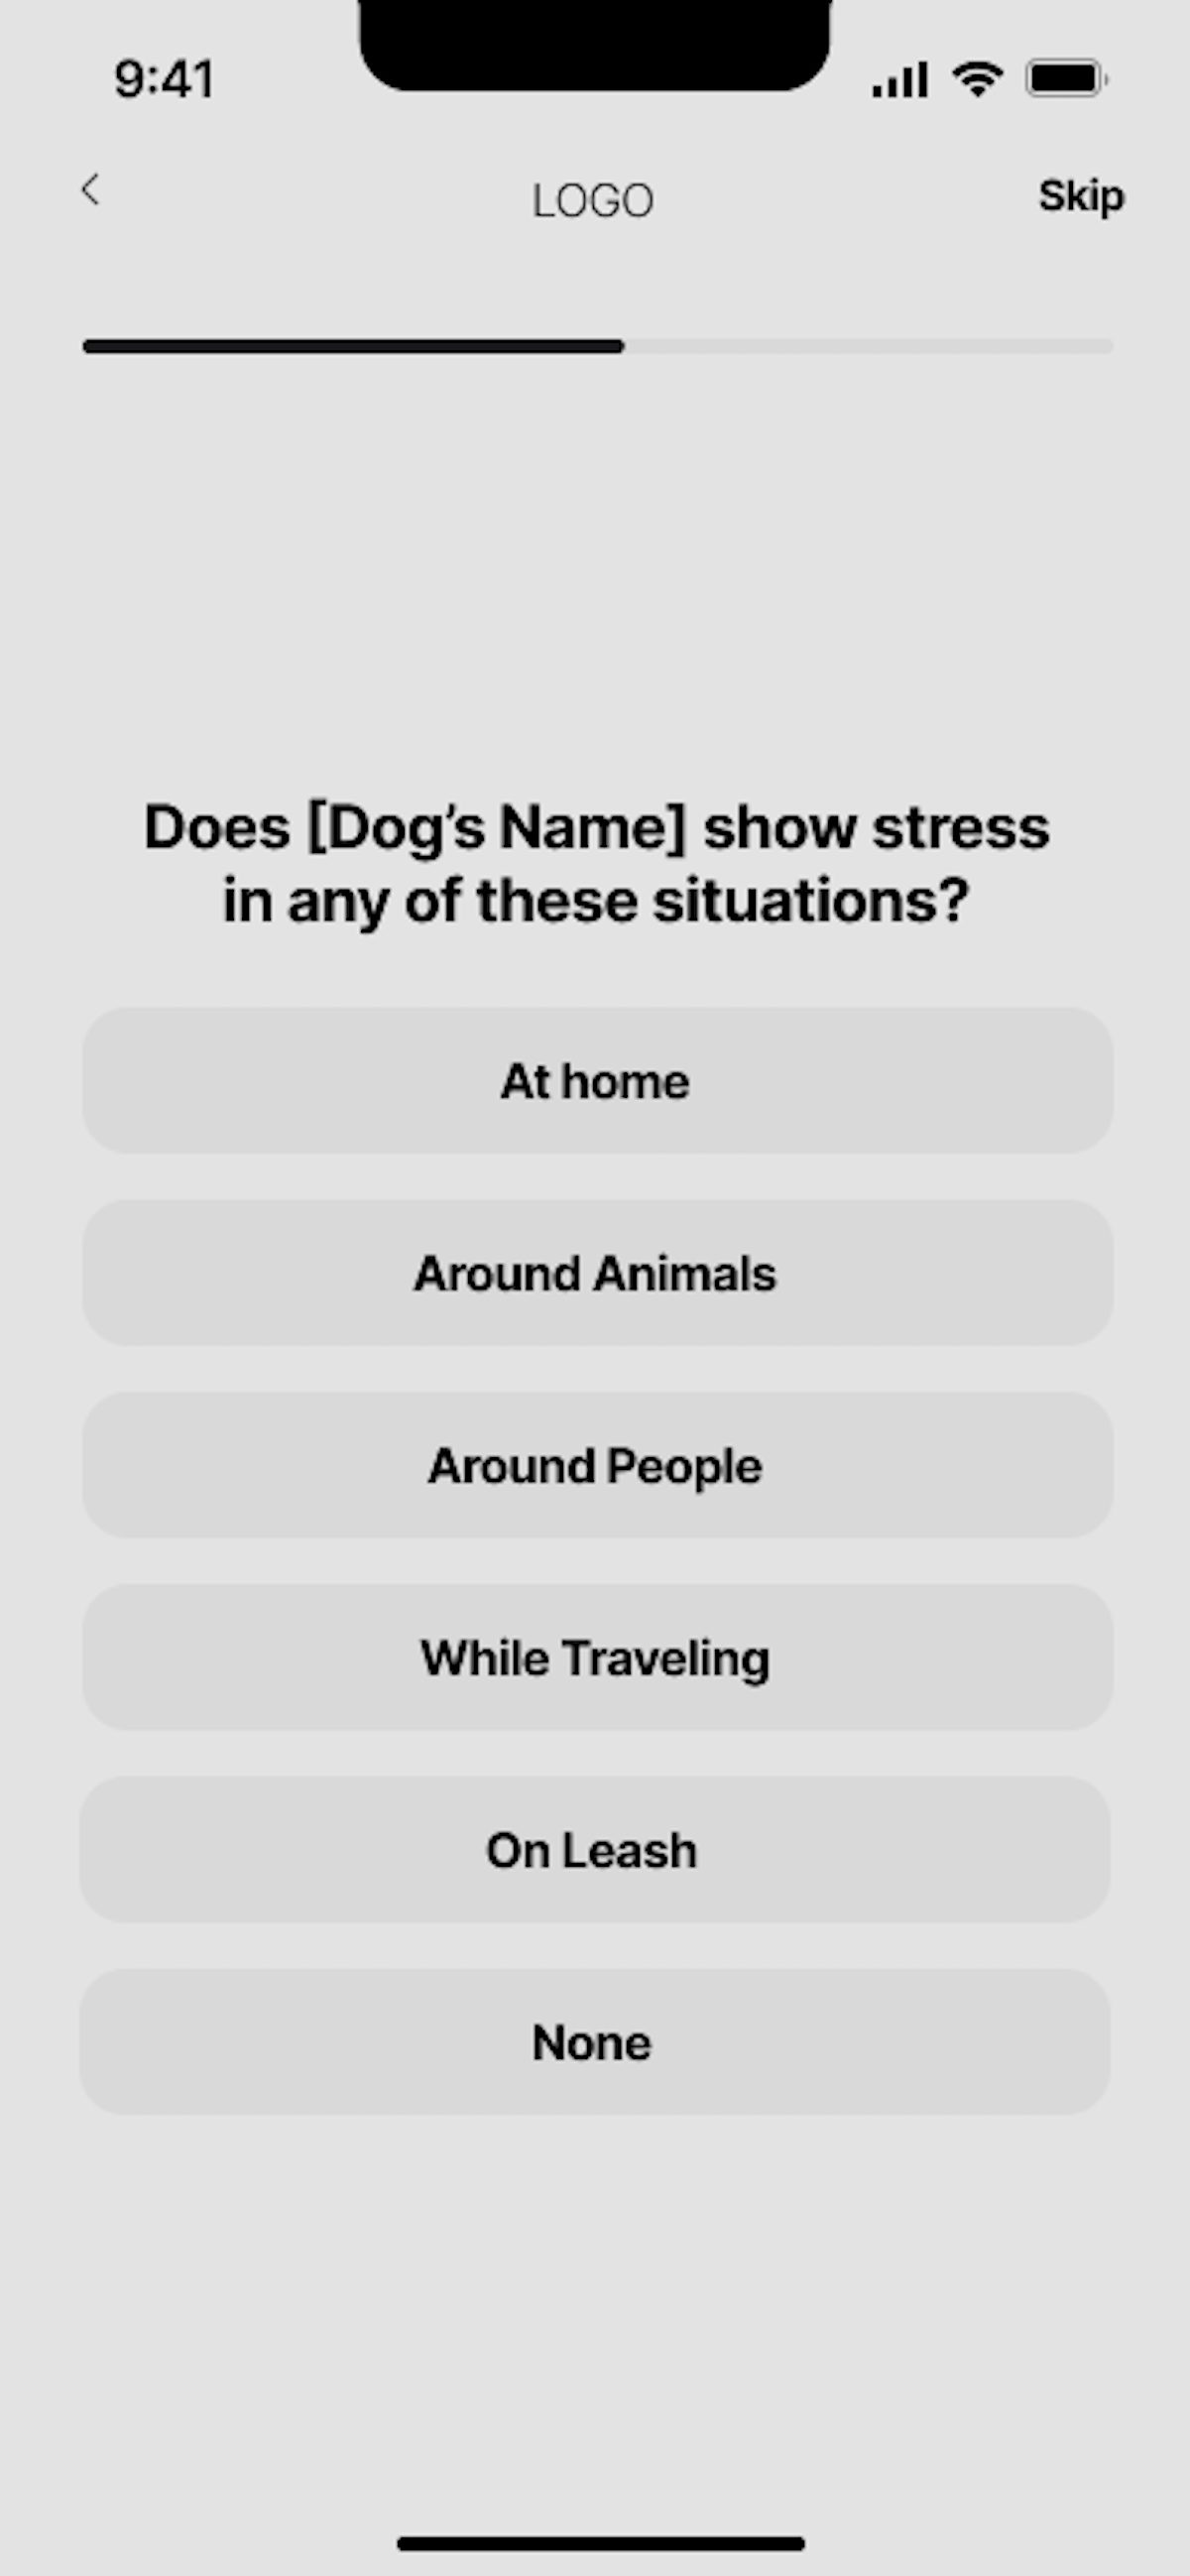 9:41
LOGO
Skip
Does [Dog’s Name] show stress
in any of these situations?
At home
Around Animals
Around People
While Traveling
On Leash
None